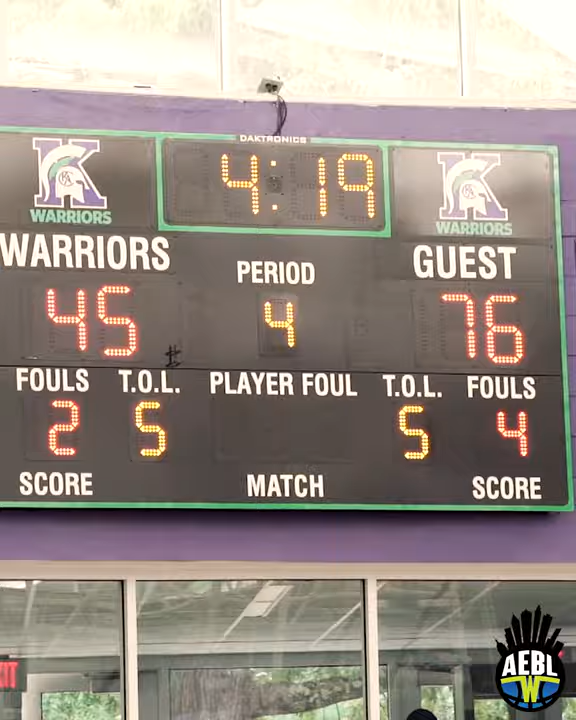 DAKTRONICS
K
WARRIORS
4:19
K
WARRIORS
WARRIORS
PERIOD
GUEST
45
4
76
FOULS T.O.L. PLAYER FOUL T.O.L. FOULS
2 5 5 4
SCORE MATCH SCORE
AEBL
W